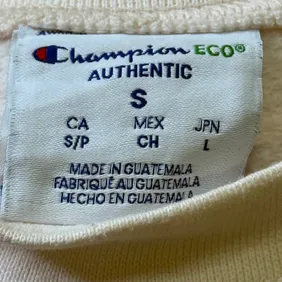 Champion ECO®
AUTHENTIC
S
CA MEX JPN
S/P CH L
MADE IN GUATEMALA
FABRIQUÉ AU GUATEMALA
HECHO EN GUATEMALA